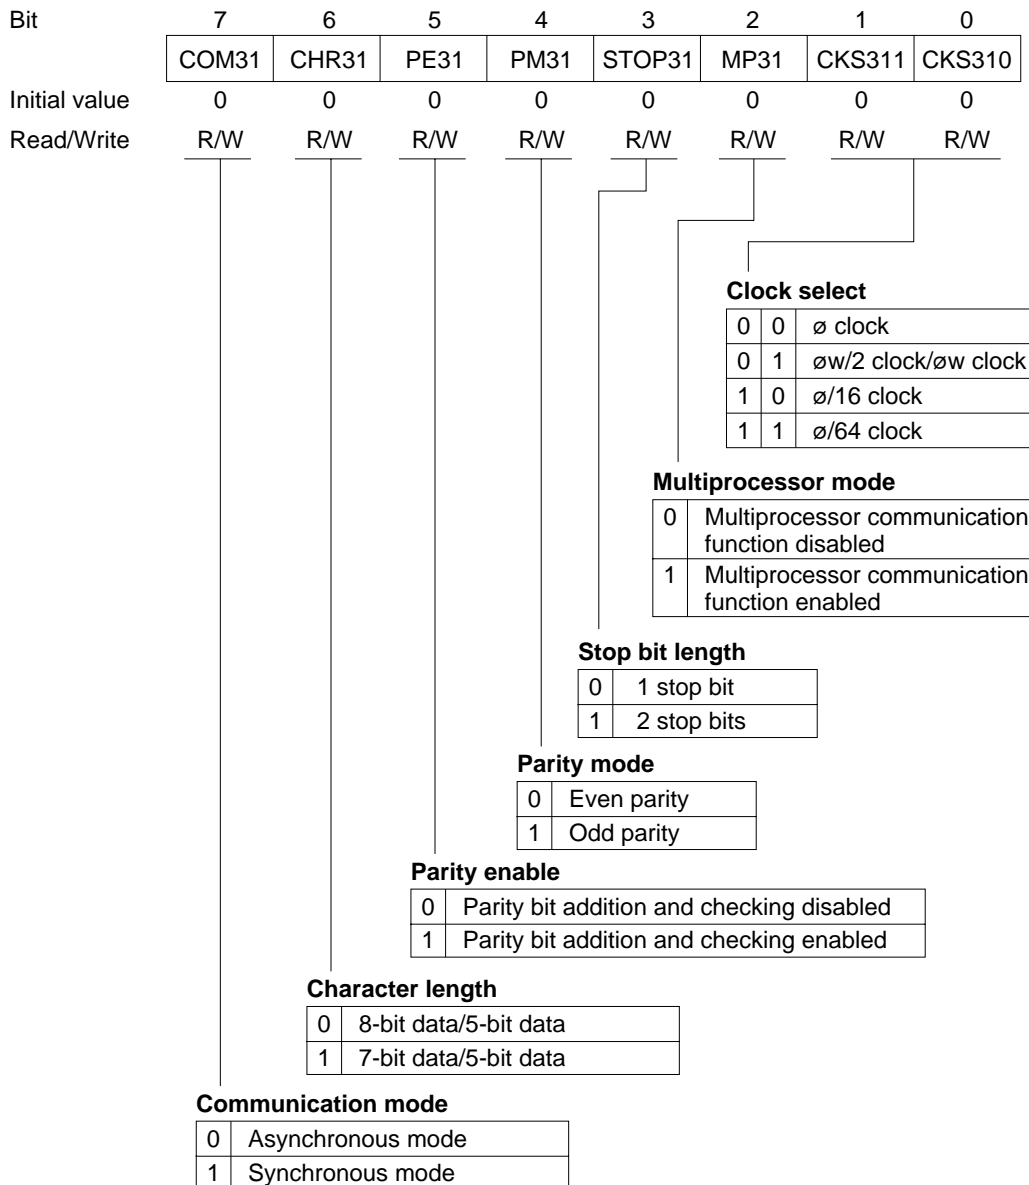 Bit 7 6 5 4 3 2 1 0
COM31 CHR31 PE31 PM31 STOP31 MP31 CKS311 CKS310
Initial value 0 0 0 0 0 0 0 0
Read/Write R/W R/W R/W R/W R/W R/W R/W R/W
Clock select
0 0 ø clock
0 1 øw/2 clock/øw clock
1 0 ø/16 clock
1 1 ø/64 clock
Multiprocessor mode
0 Multiprocessor communication
function disabled
1 Multiprocessor communication
function enabled
Stop bit length
0 1 stop bit
1 2 stop bits
Parity mode
0 Even parity
1 Odd parity
Parity enable
0 Parity bit addition and checking disabled
1 Parity bit addition and checking enabled
Character length
0 8-bit data/5-bit data
1 7-bit data/5-bit data
Communication mode
0 Asynchronous mode
1 Synchronous mode